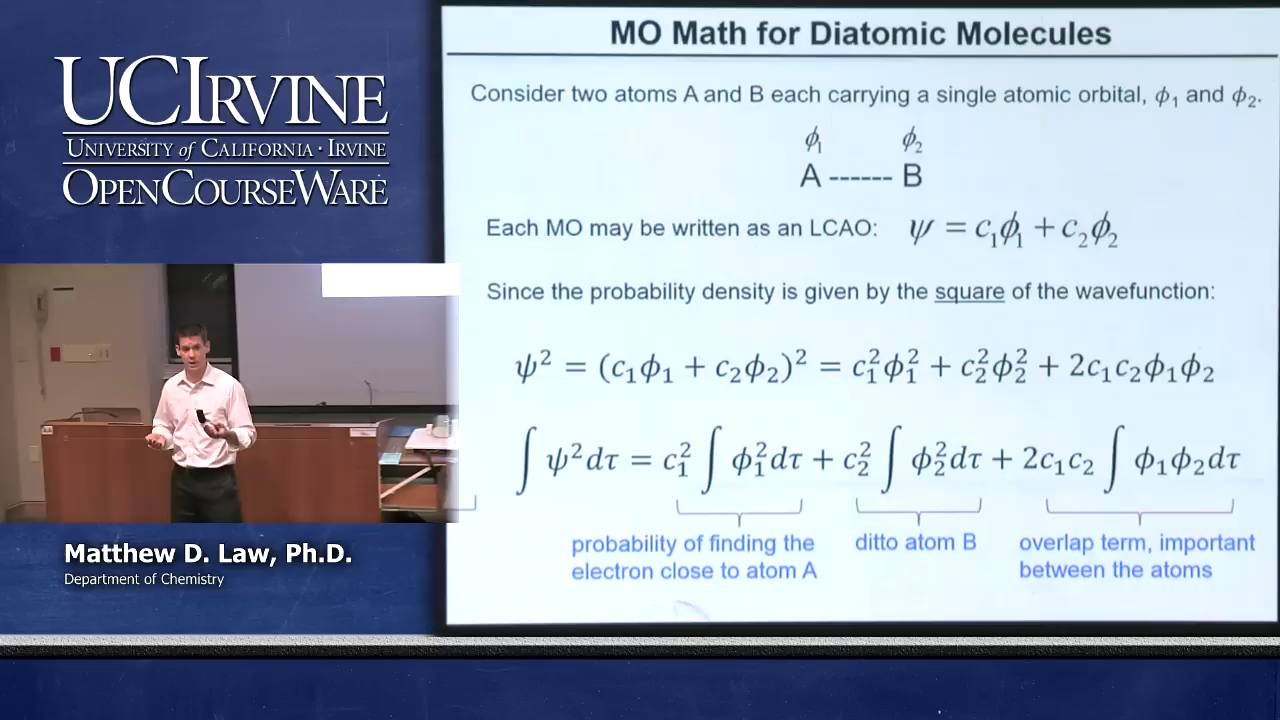 UCIRVINE
UNIVERSITY of CALIFORNIA · IRVINE
OPENCOURSEWARE
Matthew D. Law, Ph.D.
Department of Chemistry
MO Math for Diatomic Molecules
Consider two atoms A and B each carrying a single atomic orbital, ϕ₁ and ϕ₂.
ϕ₁ ϕ₂
A ------ B
Each MO may be written as an LCAO: ψ = c₁ϕ₁ + c₂ϕ₂
Since the probability density is given by the square of the wavefunction:
ψ² = (c₁ϕ₁ + c₂ϕ₂)² = c₁²ϕ₁² + c₂²ϕ₂² + 2c₁c₂ϕ₁ϕ₂
∫ ψ²dτ = c₁² ∫ ϕ₁²dτ + c₂² ∫ ϕ₂²dτ + 2c₁c₂ ∫ ϕ₁ϕ₂dτ
probability of finding the
electron close to atom A
ditto atom B
overlap term, important
between the atoms